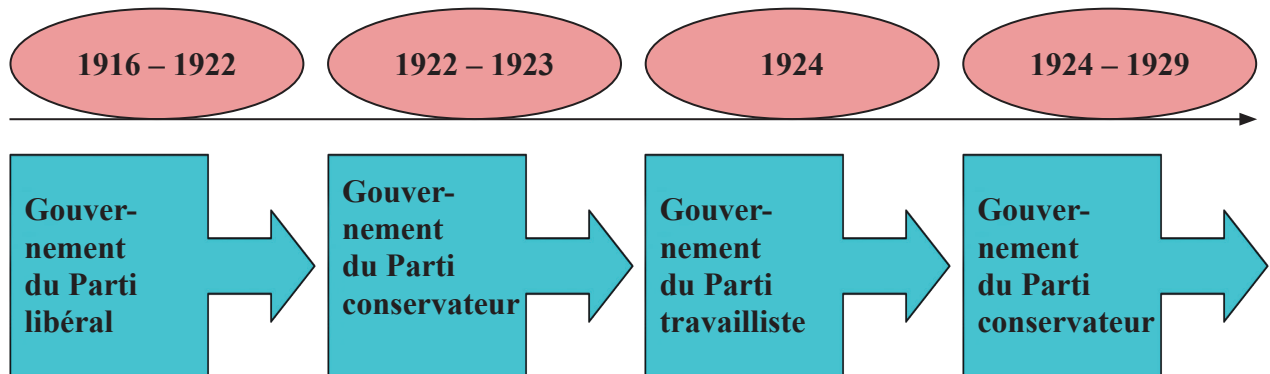 1916 – 1922
1922 – 1923
1924
1924 – 1929
Gouver-
nement
du Parti
libéral
Gouver-
nement
du Parti
conservateur
Gouver-
nement
du Parti
travailliste
Gouver-
nement
du Parti
conservateur